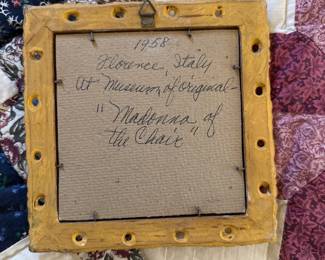 1958
Florence, Italy
At Museum, of original -
"Madonna of
the Chair"